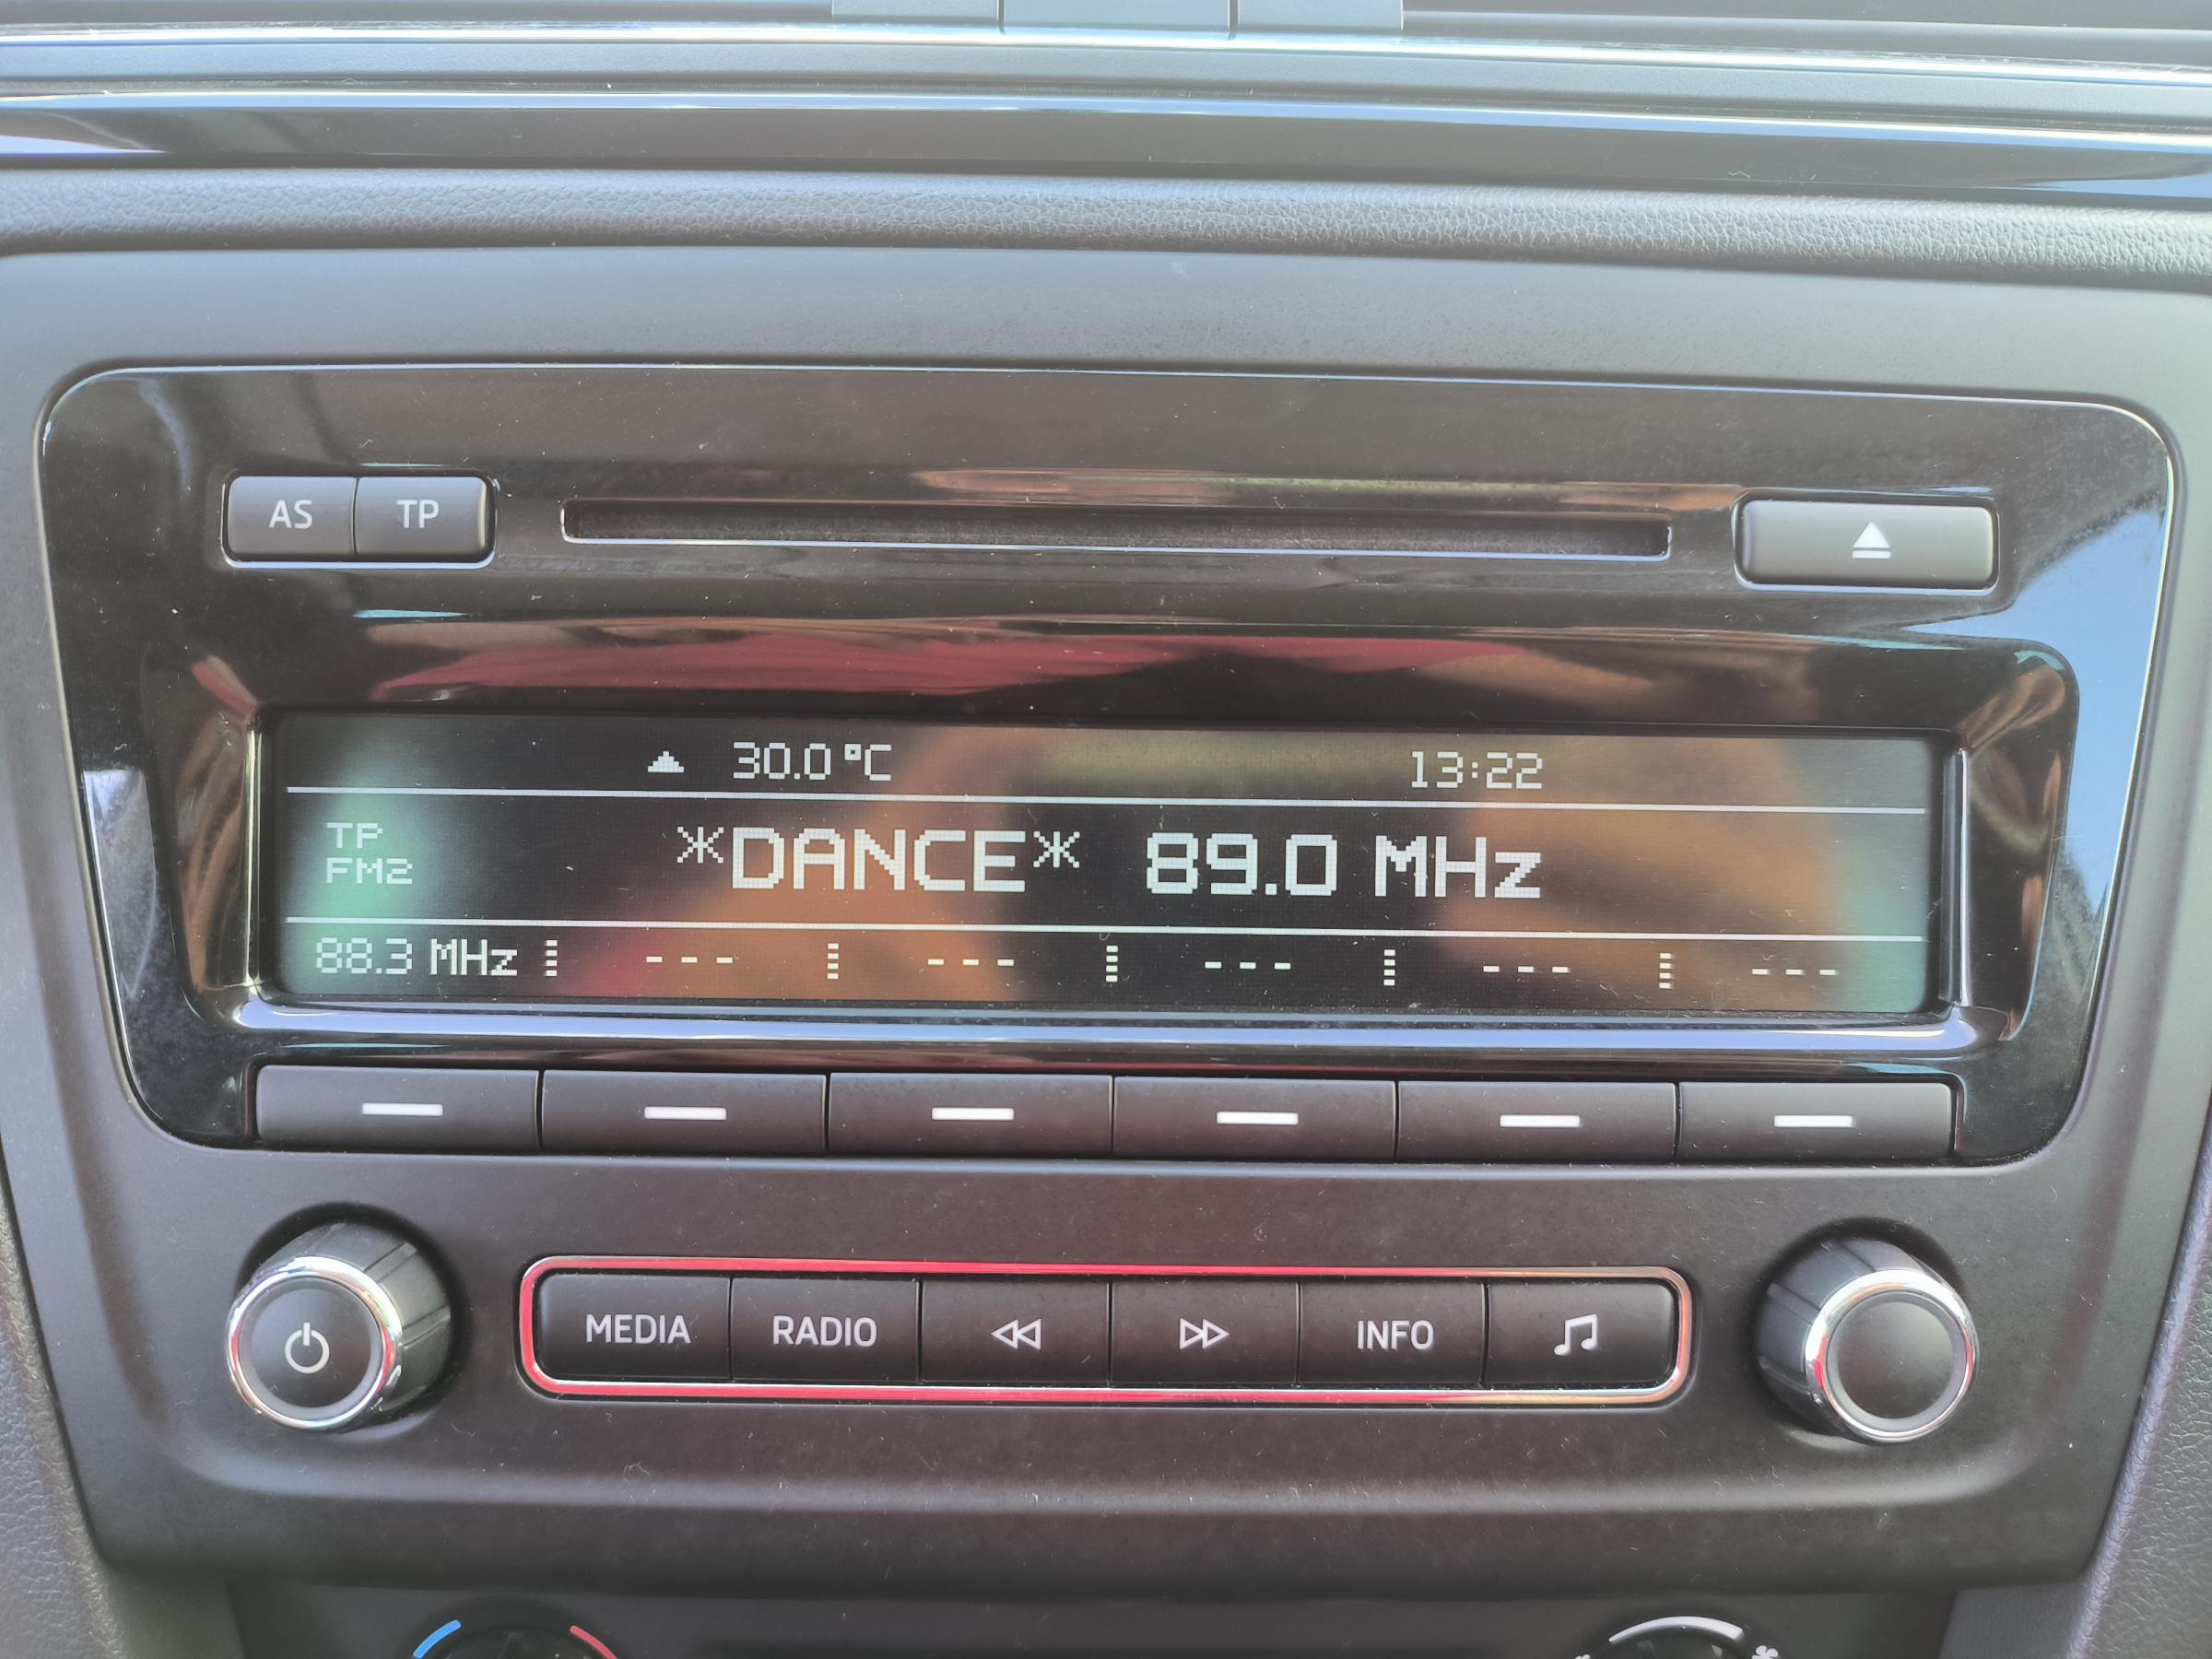 AS TP
30.0 °C 13:22
TP
FM2
*DANCE* 89.0 MHz
88.3 MHz --- --- --- --- ---
MEDIA RADIO INFO